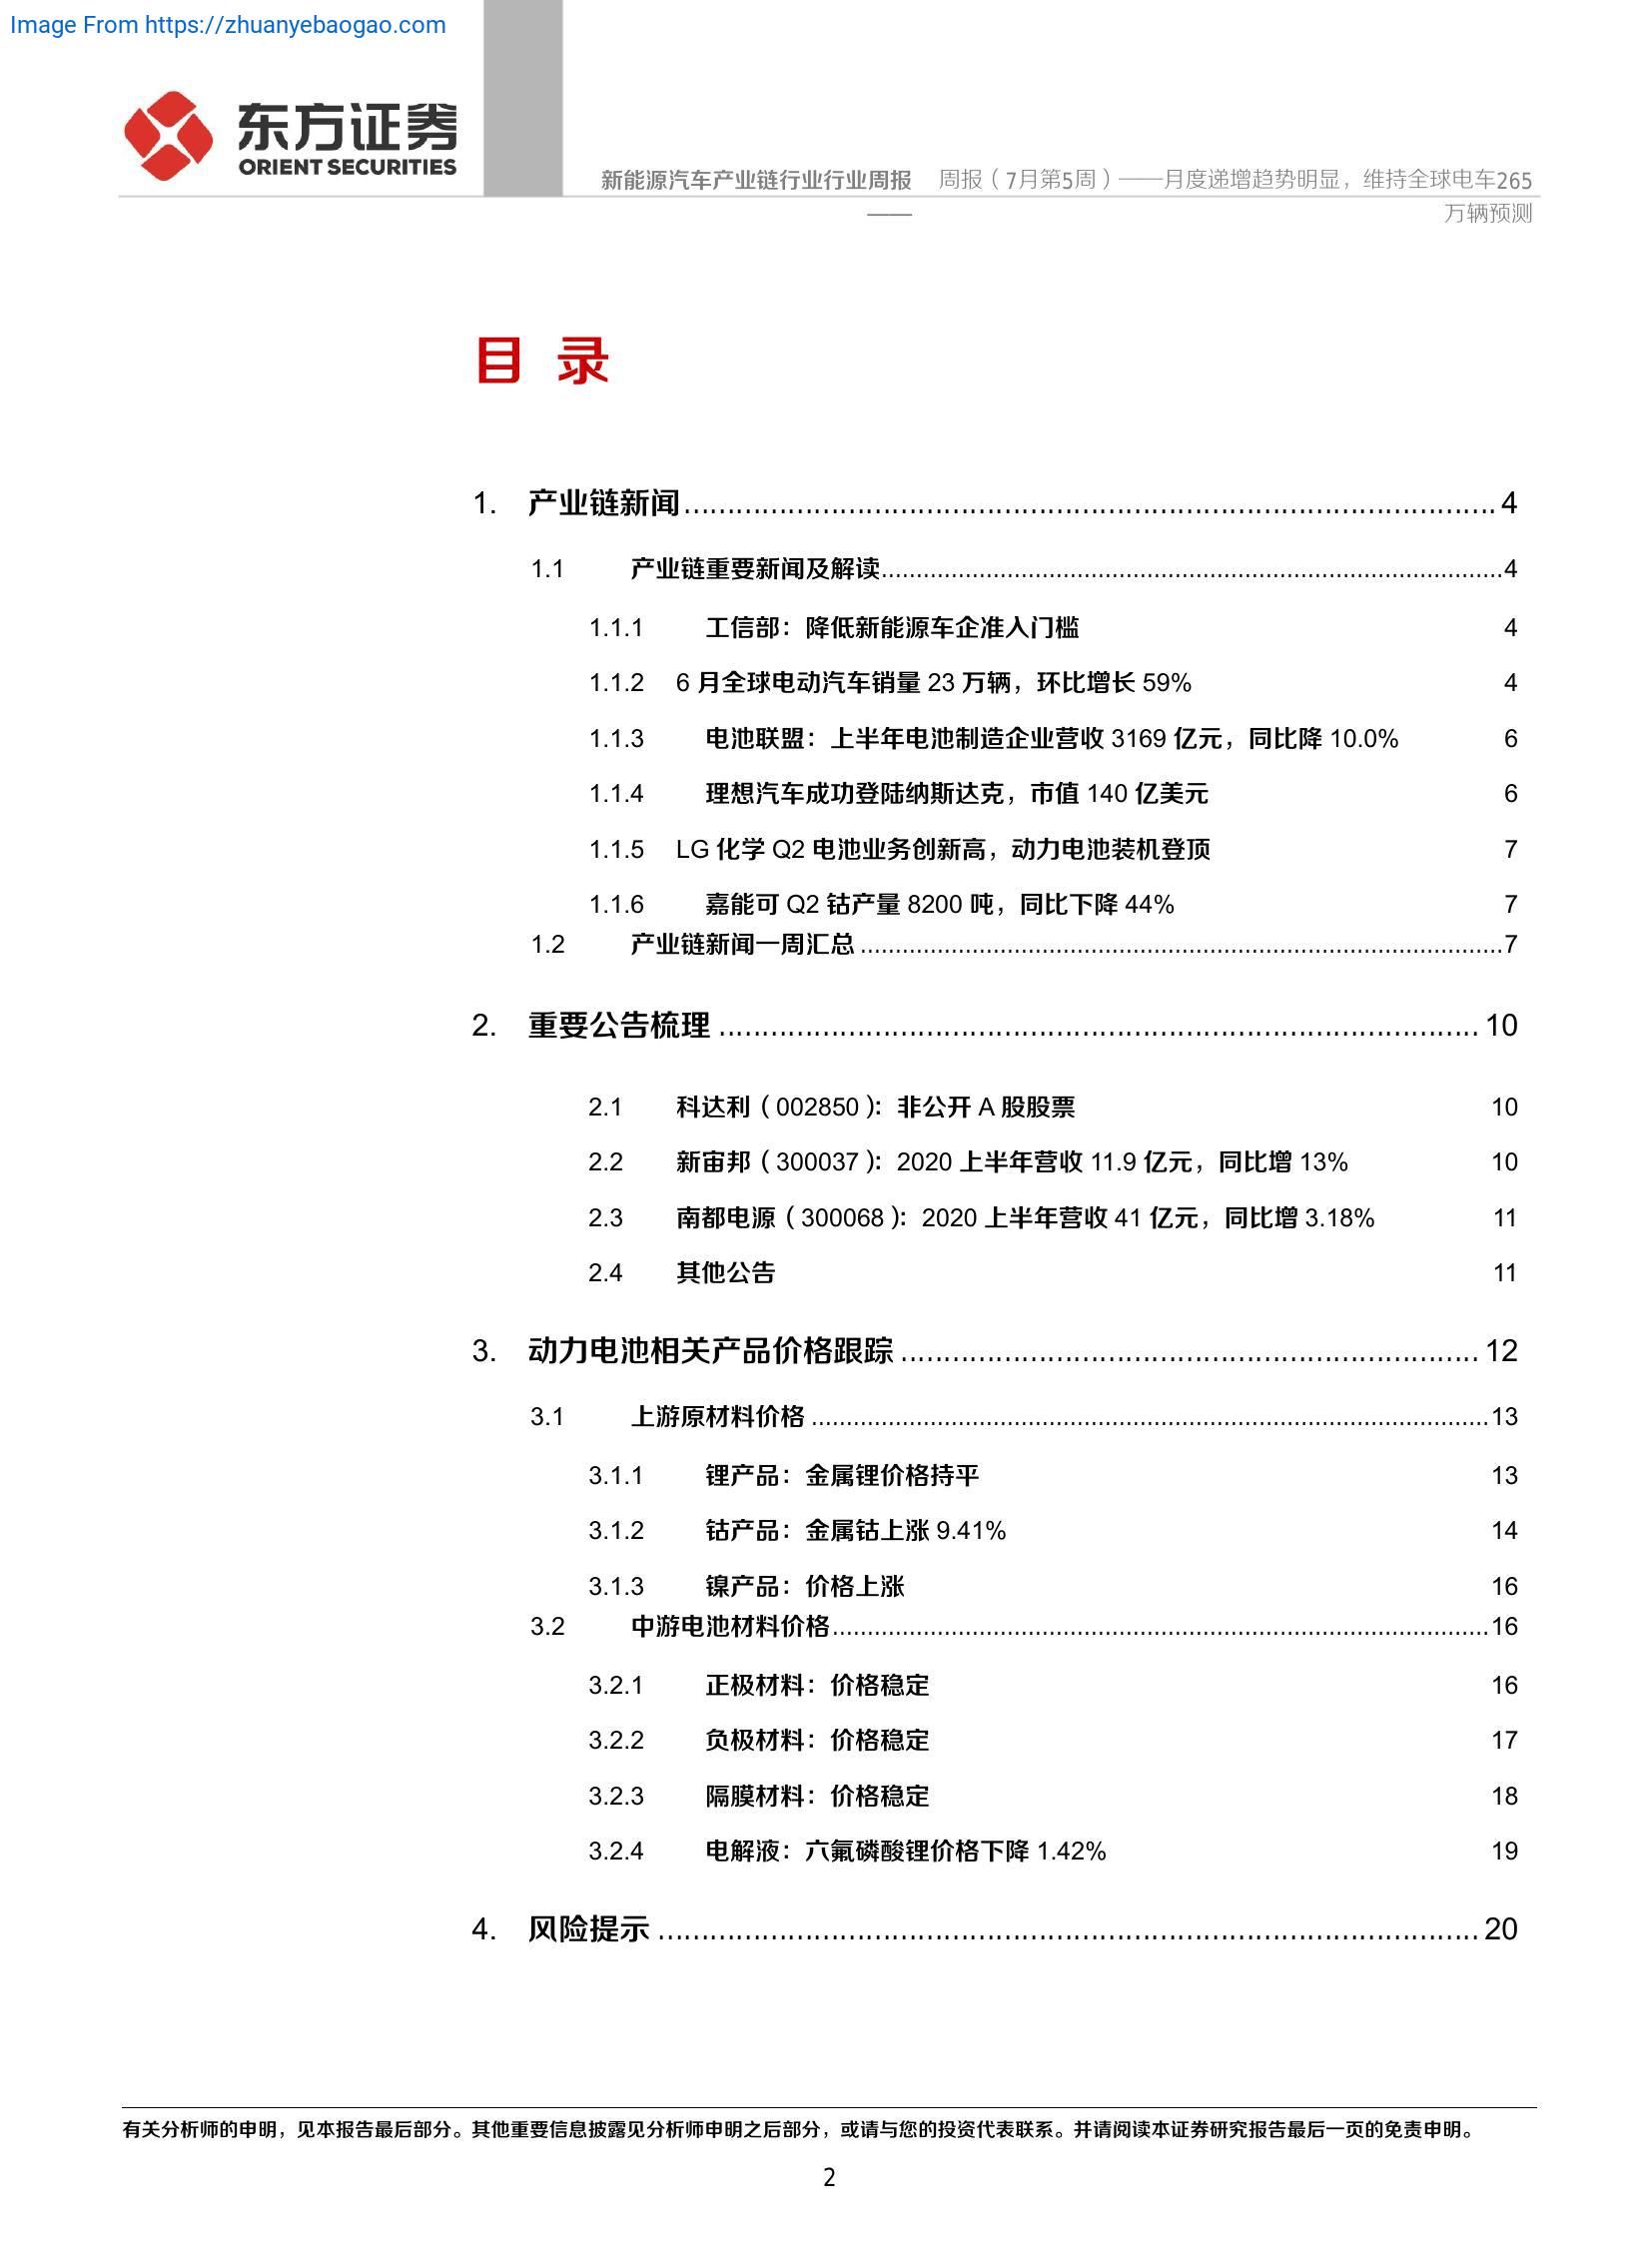 Image From https://zhuanyebaogao.com
东方证券
ORIENT SECURITIES
新能源汽车产业链行业行业周报 —— 周报（7月第5周）——月度递增趋势明显，维持全球电车265
万辆预测
目 录
1. 产业链新闻 4
1.1 产业链重要新闻及解读 4
1.1.1 工信部：降低新能源车企准入门槛 4
1.1.2 6 月全球电动汽车销量 23 万辆，环比增长 59% 4
1.1.3 电池联盟：上半年电池制造企业营收 3169 亿元，同比降 10.0% 6
1.1.4 理想汽车成功登陆纳斯达克，市值 140 亿美元 6
1.1.5 LG 化学 Q2 电池业务创新高，动力电池装机登顶 7
1.1.6 嘉能可 Q2 钴产量 8200 吨，同比下降 44% 7
1.2 产业链新闻一周汇总 7
2. 重要公告梳理 10
2.1 科达利（002850）：非公开 A 股股票 10
2.2 新宙邦（300037）：2020 上半年营收 11.9 亿元，同比增 13% 10
2.3 南都电源（300068）：2020 上半年营收 41 亿元，同比增 3.18% 11
2.4 其他公告 11
3. 动力电池相关产品价格跟踪 12
3.1 上游原材料价格 13
3.1.1 锂产品：金属锂价格持平 13
3.1.2 钴产品：金属钴上涨 9.41% 14
3.1.3 镍产品：价格上涨 16
3.2 中游电池材料价格 16
3.2.1 正极材料：价格稳定 16
3.2.2 负极材料：价格稳定 17
3.2.3 隔膜材料：价格稳定 18
3.2.4 电解液：六氟磷酸锂价格下降 1.42% 19
4. 风险提示 20
有关分析师的申明，见本报告最后部分。其他重要信息披露见分析师申明之后部分，或请与您的投资代表联系。并请阅读本证券研究报告最后一页的免责申明。
2